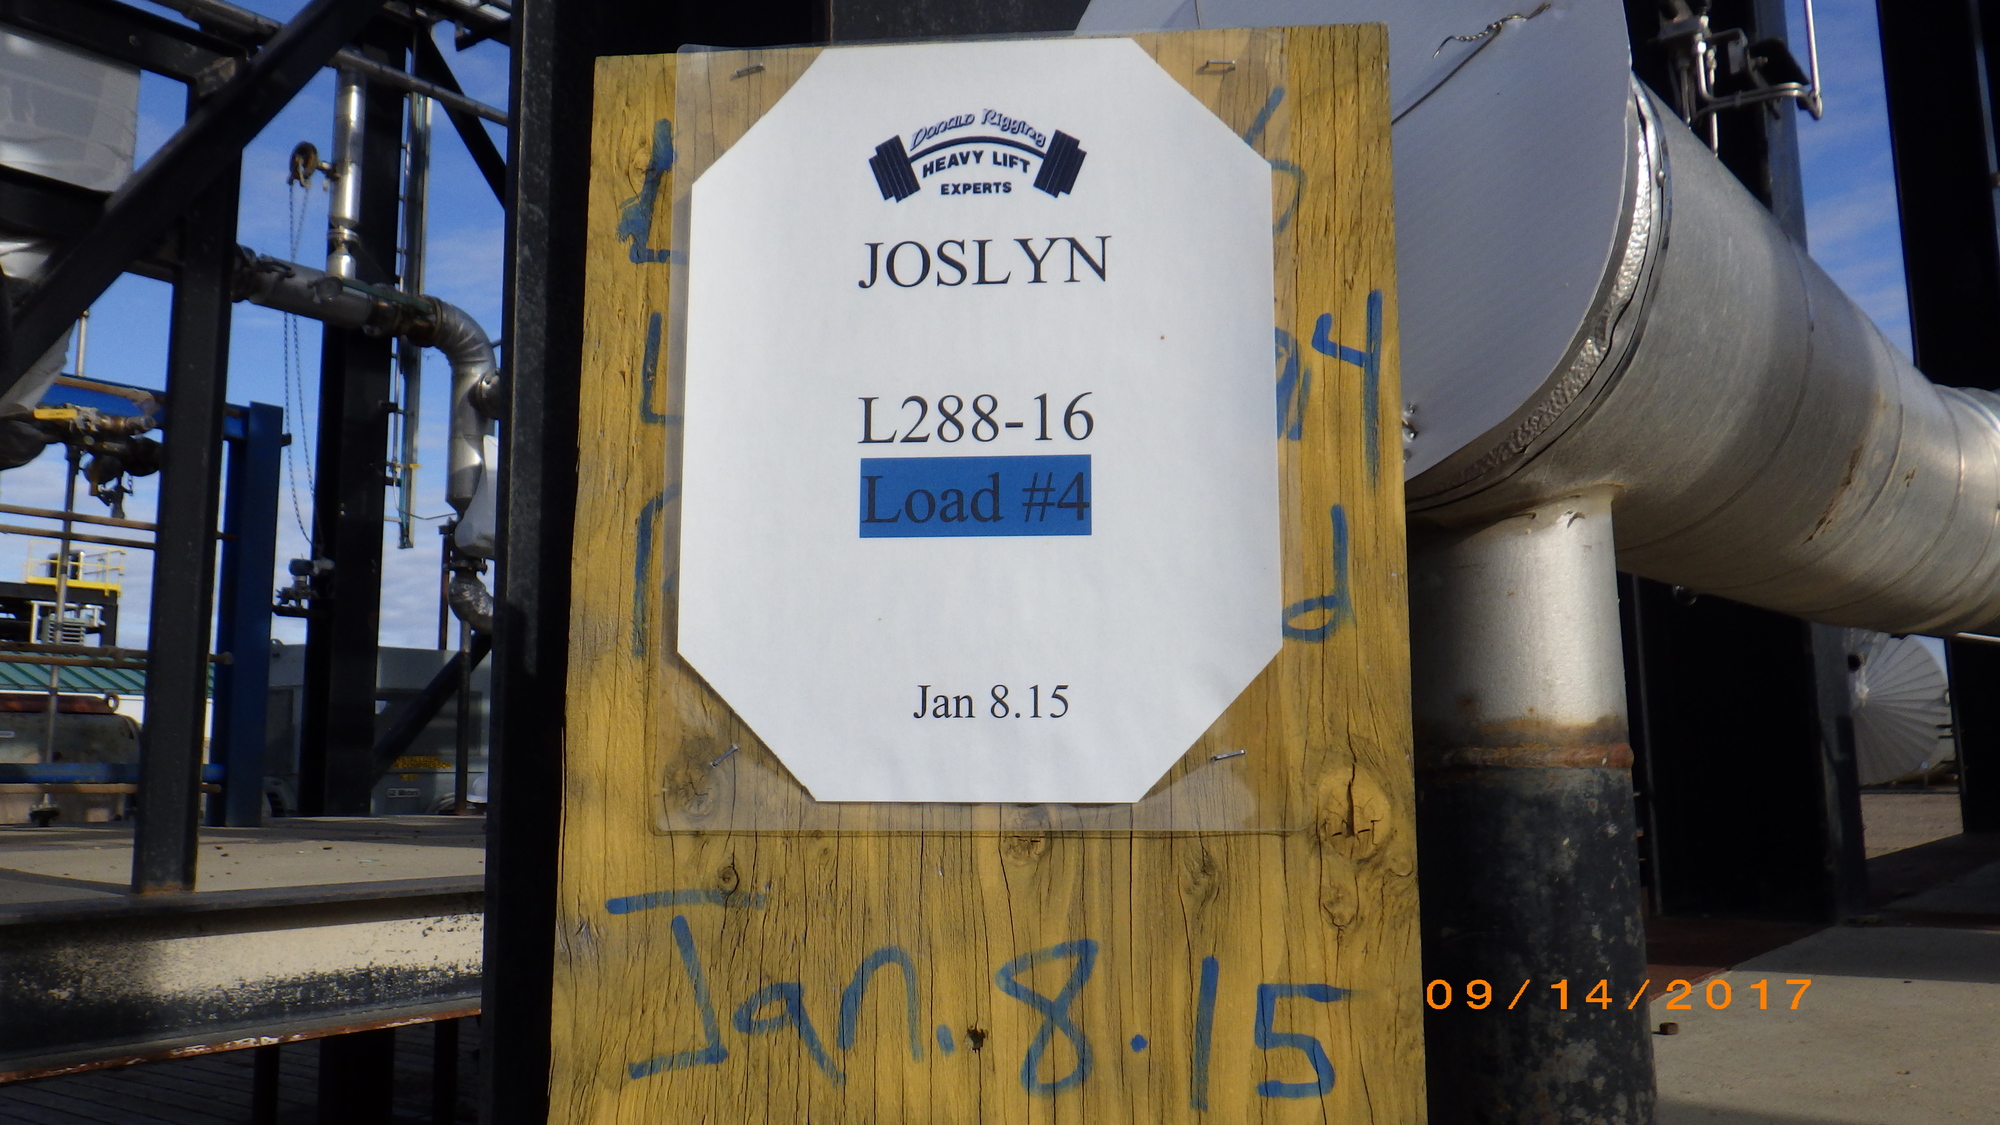 Donald Rigging
HEAVY LIFT
EXPERTS
JOSLYN
L288-16
Load #4
Jan 8.15
Jan. 8.15
09/14/2017